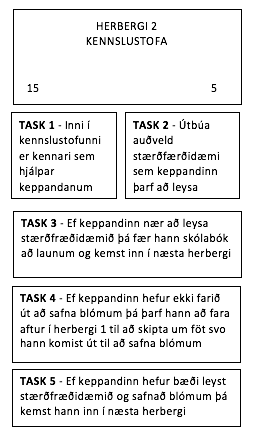 HERBERGI 2
KENNSLUSTOFA
15 5
TASK 1 - Inni í
kennslustofunni
er kennari sem
hjálpar
keppandanum
TASK 2 - Útbúa
auðveld
stærðfærðidæmi
sem keppandinn
þarf að leysa
TASK 3 - Ef keppandinn nær að leysa
stærðfræðidæmið þá fær hann skólabók
að launum og kemst inn í næsta herbergi
TASK 4 - Ef keppandinn hefur ekki farið
út að safna blómum þá þarf hann að fara
aftur í herbergi 1 til að skipta um föt svo
hann komist út til að safna blómum
TASK 5 - Ef keppandinn hefur bæði leyst
stærðfræðidæmið og safnað blómum þá
kemst hann inn í næsta herbergi